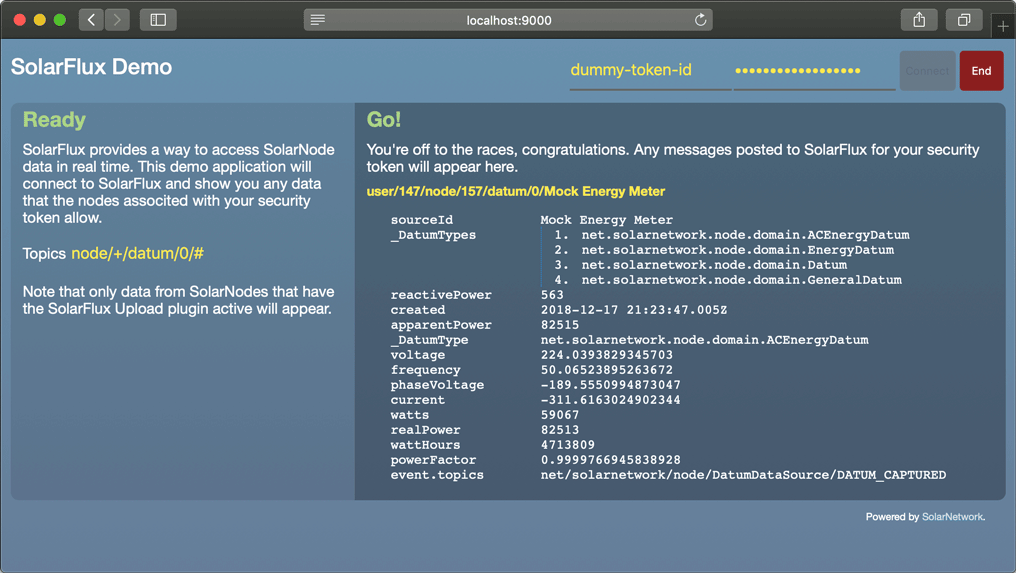 localhost:9000
SolarFlux Demo
dummy-token-id
••••••••••••••••••
Connect
End
Ready
SolarFlux provides a way to access SolarNode
data in real time. This demo application will
connect to SolarFlux and show you any data
that the nodes associted with your security
token allow.
Topics node/+/datum/0/#
Note that only data from SolarNodes that have
the SolarFlux Upload plugin active will appear.
Go!
You're off to the races, congratulations. Any messages posted to SolarFlux for your security
token will appear here.
user/147/node/157/datum/0/Mock Energy Meter
sourceId Mock Energy Meter
_DatumTypes 1. net.solarnetwork.node.domain.ACEnergyDatum
2. net.solarnetwork.node.domain.EnergyDatum
3. net.solarnetwork.node.domain.Datum
4. net.solarnetwork.node.domain.GeneralDatum
reactivePower 563
created 2018-12-17 21:23:47.005Z
apparentPower 82515
_DatumType net.solarnetwork.node.domain.ACEnergyDatum
voltage 224.0393829345703
frequency 50.06523895263672
phaseVoltage -189.5550994873047
current -311.6163024902344
watts 59067
realPower 82513
wattHours 4713809
powerFactor 0.9999766945838928
event.topics net/solarnetwork/node/DatumDataSource/DATUM_CAPTURED
Powered by SolarNetwork.